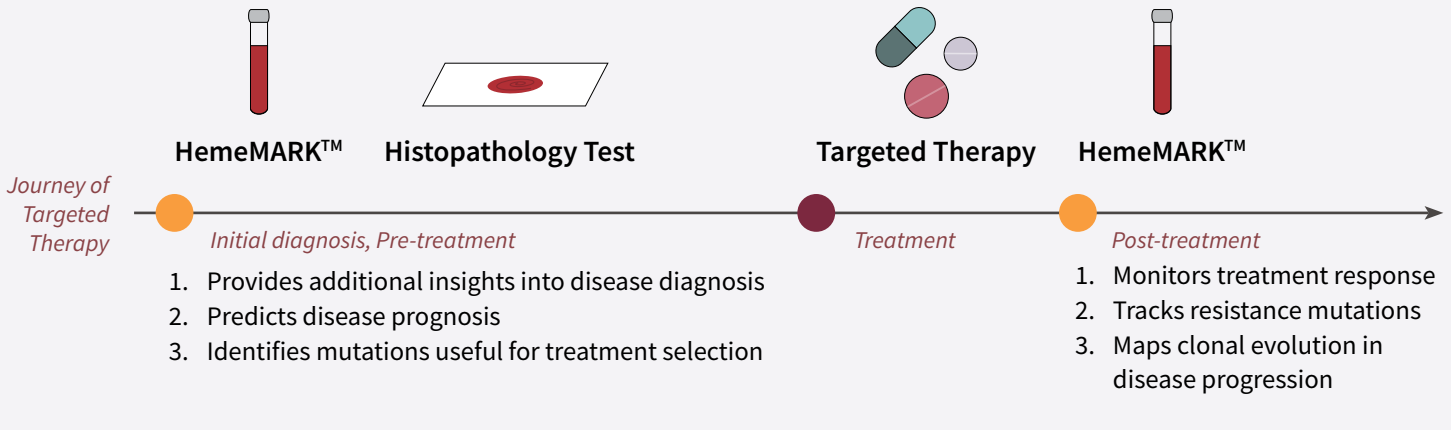 HemeMARK™
Histopathology Test
Targeted Therapy
HemeMARK™
Journey of
Targeted
Therapy
Initial diagnosis, Pre-treatment
1. Provides additional insights into disease diagnosis
2. Predicts disease prognosis
3. Identifies mutations useful for treatment selection
Treatment
Post-treatment
1. Monitors treatment response
2. Tracks resistance mutations
3. Maps clonal evolution in
disease progression